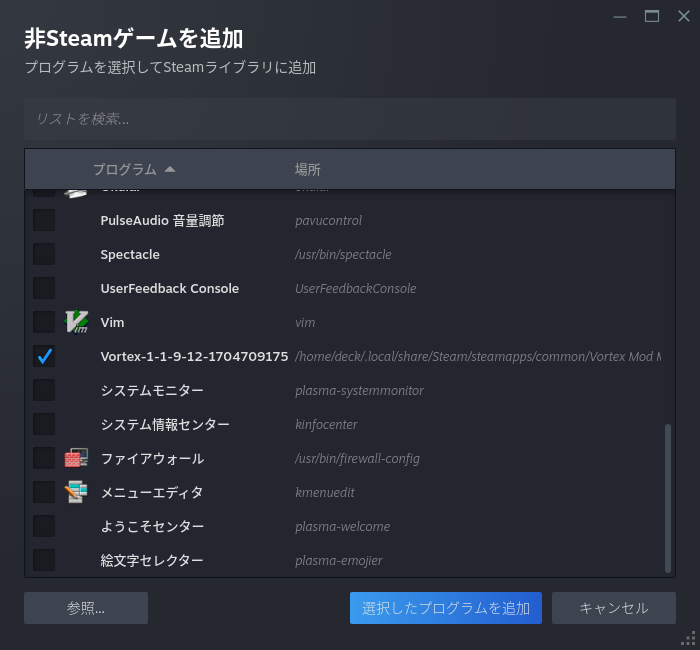 非Steamゲームを追加
プログラムを選択してSteamライブラリに追加
リストを検索...
プログラム 場所
PulseAudio 音量調節 pavucontrol
Spectacle /usr/bin/spectacle
UserFeedback Console UserFeedbackConsole
Vim vim
Vortex-1-1-9-12-1704709175 /home/deck/.local/share/Steam/steamapps/common/Vortex Mod
システムモニター plasma-systemmonitor
システム情報センター kinfocenter
ファイアウォール /usr/bin/firewall-config
メニューエディタ kmenuedit
ようこそセンター plasma-welcome
絵文字セレクター plasma-emojier
参照... 選択したプログラムを追加 キャンセル